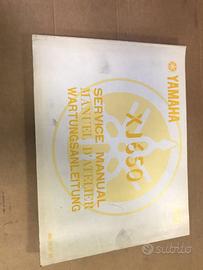 YAMAHA
XJ650
SERVICE MANUAL
MANUEL D'ATELIER
WARTUNGSANLEITUNG
subito